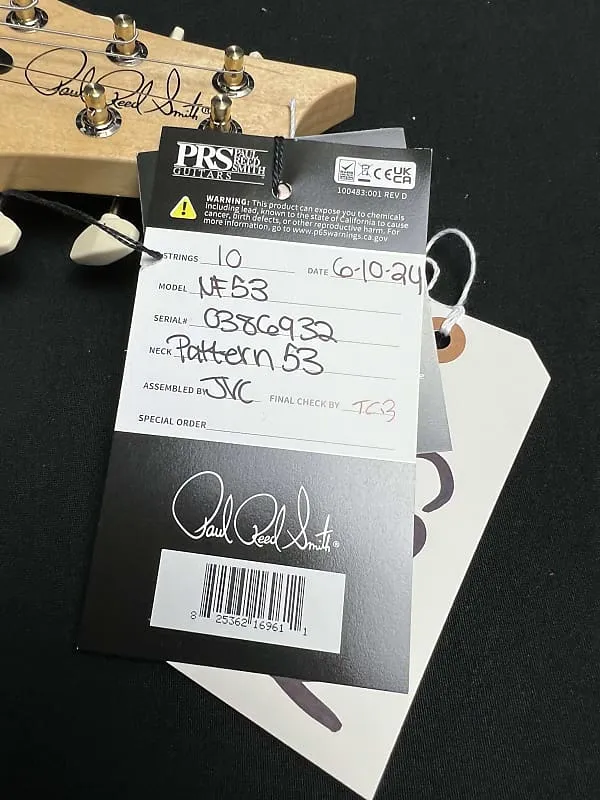 Paul Reed Smith®
PRS PAUL REED SMITH
GUITARS
CE UK CA
100483:001 REV D
WARNING: This product can expose you to chemicals
including lead, known to the state of California to cause
cancer, birth defects, or other reproductive harm. For
more information, go to www.p65warnings.ca.gov
STRINGS 10 DATE 6-10-24
MODEL NF53
SERIAL# 0386932
NECK Pattern 53
ASSEMBLED BY JVC FINAL CHECK BY TCB
SPECIAL ORDER
Paul Reed Smith®
8 25362 16961 1